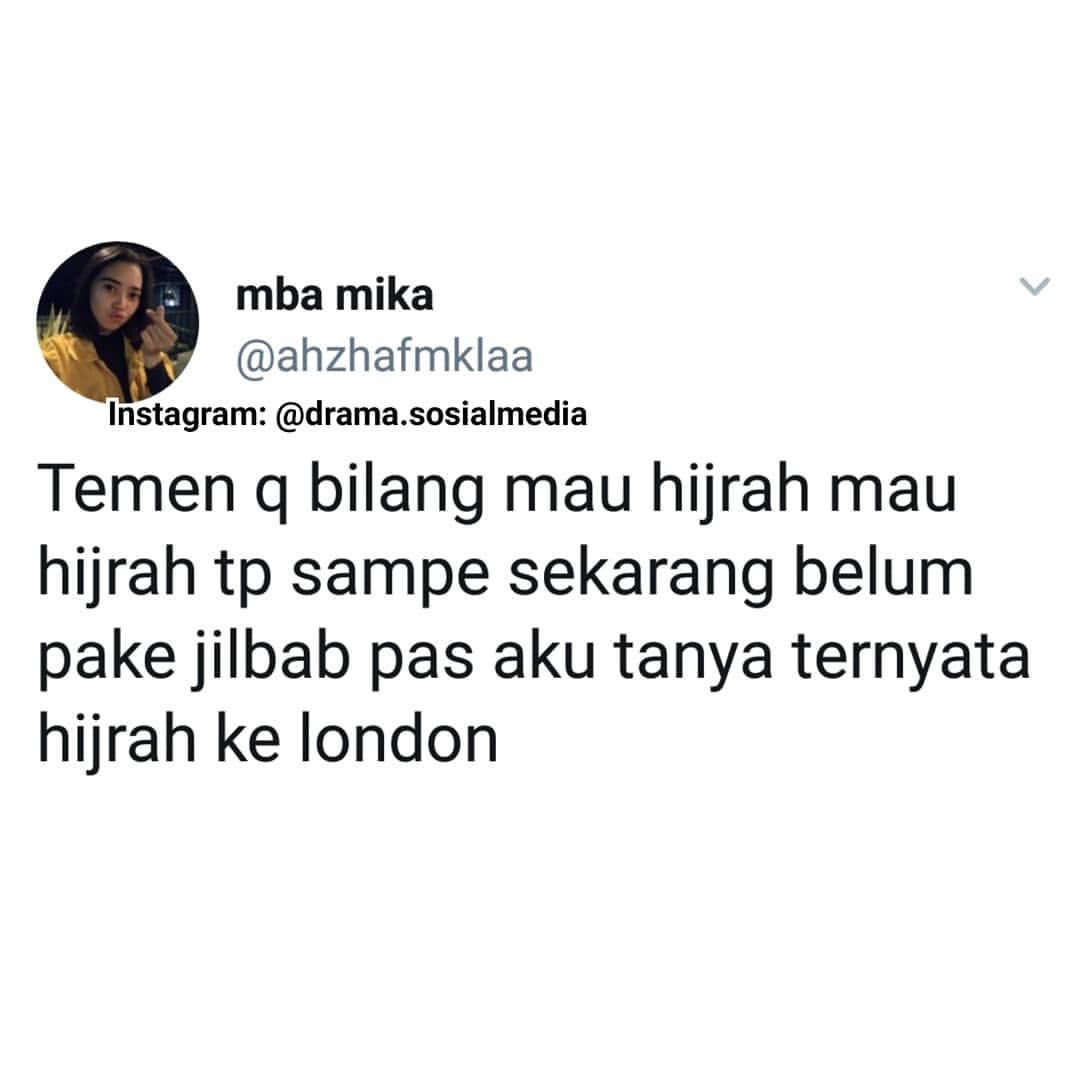 mba mika
@ahzhafmklaa
Instagram: @drama.sosialmedia
Temen q bilang mau hijrah mau
hijrah tp sampe sekarang belum
pake jilbab pas aku tanya ternyata
hijrah ke london